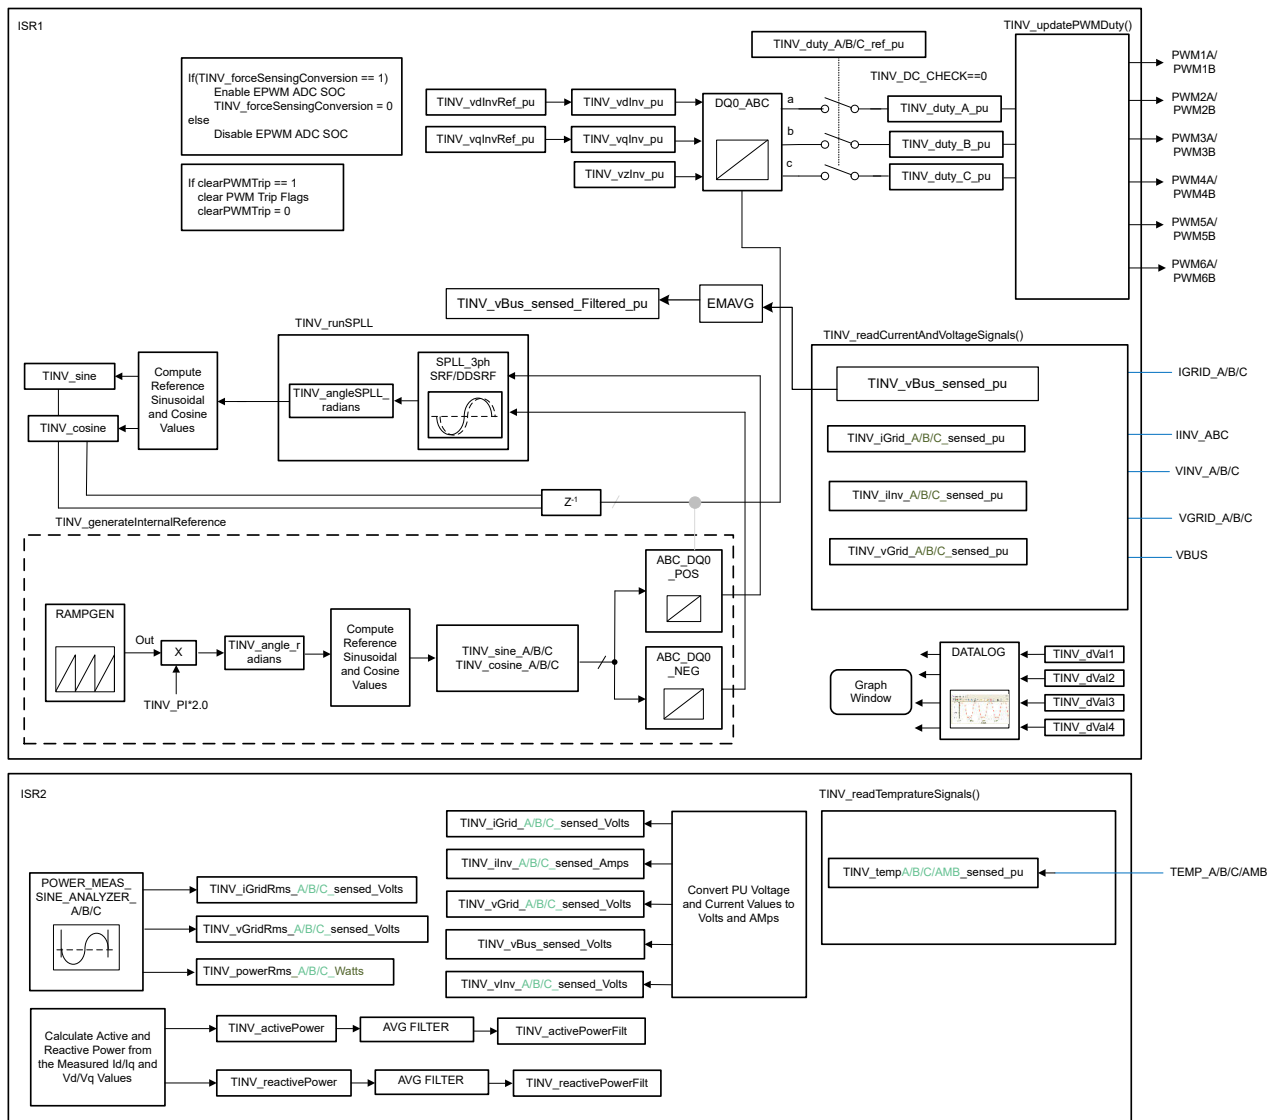 ISR1
If(TINV_forceSensingConversion == 1)
Enable EPWM ADC SOC
TINV_forceSensingConversion = 0
else
Disable EPWM ADC SOC
If clearPWMTrip == 1
clear PWM Trip Flags
clearPWMTrip = 0
TINV_vdInvRef_pu
TINV_vdInv_pu
TINV_vqInvRef_pu
TINV_vqInv_pu
TINV_vzInv_pu
DQ0_ABC
a
b
c
TINV_duty_A/B/C_ref_pu
TINV_DC_CHECK==0
TINV_duty_A_pu
TINV_duty_B_pu
TINV_duty_C_pu
TINV_updatePWMDuty()
PWM1A/
PWM1B
PWM2A/
PWM2B
PWM3A/
PWM3B
PWM4A/
PWM4B
PWM5A/
PWM5B
PWM6A/
PWM6B
TINV_vBus_sensed_Filtered_pu
EMAVG
TINV_readCurrentAndVoltageSignals()
TINV_vBus_sensed_pu
TINV_iGrid_A/B/C_sensed_pu
TINV_iInv_A/B/C_sensed_pu
TINV_vGrid_A/B/C_sensed_pu
IGRID_A/B/C
IINV_ABC
VINV_A/B/C
VGRID_A/B/C
VBUS
TINV_runSPLL
TINV_sine
TINV_cosine
Compute
Reference
Sinusoidal
and Cosine
Values
TINV_angleSPLL_
radians
SPLL_3ph
SRF/DDSRF
Z-1
TINV_generateInternalReference
RAMPGEN
Out
X
TINV_PI*2.0
TINV_angle_r
adians
Compute
Reference
Sinusoidal
and Cosine
Values
TINV_sine_A/B/C
TINV_cosine_A/B/C
ABC_DQ0
_POS
ABC_DQ0
_NEG
Graph
Window
DATALOG
TINV_dVal1
TINV_dVal2
TINV_dVal3
TINV_dVal4
ISR2
POWER_MEAS_
SINE_ANALYZER_
A/B/C
TINV_iGridRms_A/B/C_sensed_Volts
TINV_vGridRms_A/B/C_sensed_Volts
TINV_powerRms_A/B/C_Watts
TINV_iGrid_A/B/C_sensed_Volts
TINV_iInv_A/B/C_sensed_Amps
TINV_vGrid_A/B/C_sensed_Volts
TINV_vBus_sensed_Volts
TINV_vInv_A/B/C_sensed_Volts
Convert PU Voltage
and Current Values to
Volts and AMps
TINV_readTempratureSignals()
TINV_tempA/B/C/AMB_sensed_pu
TEMP_A/B/C/AMB
Calculate Active and
Reactive Power from
the Measured Id/Iq and
Vd/Vq Values
TINV_activePower
AVG FILTER
TINV_activePowerFilt
TINV_reactivePower
AVG FILTER
TINV_reactivePowerFilt